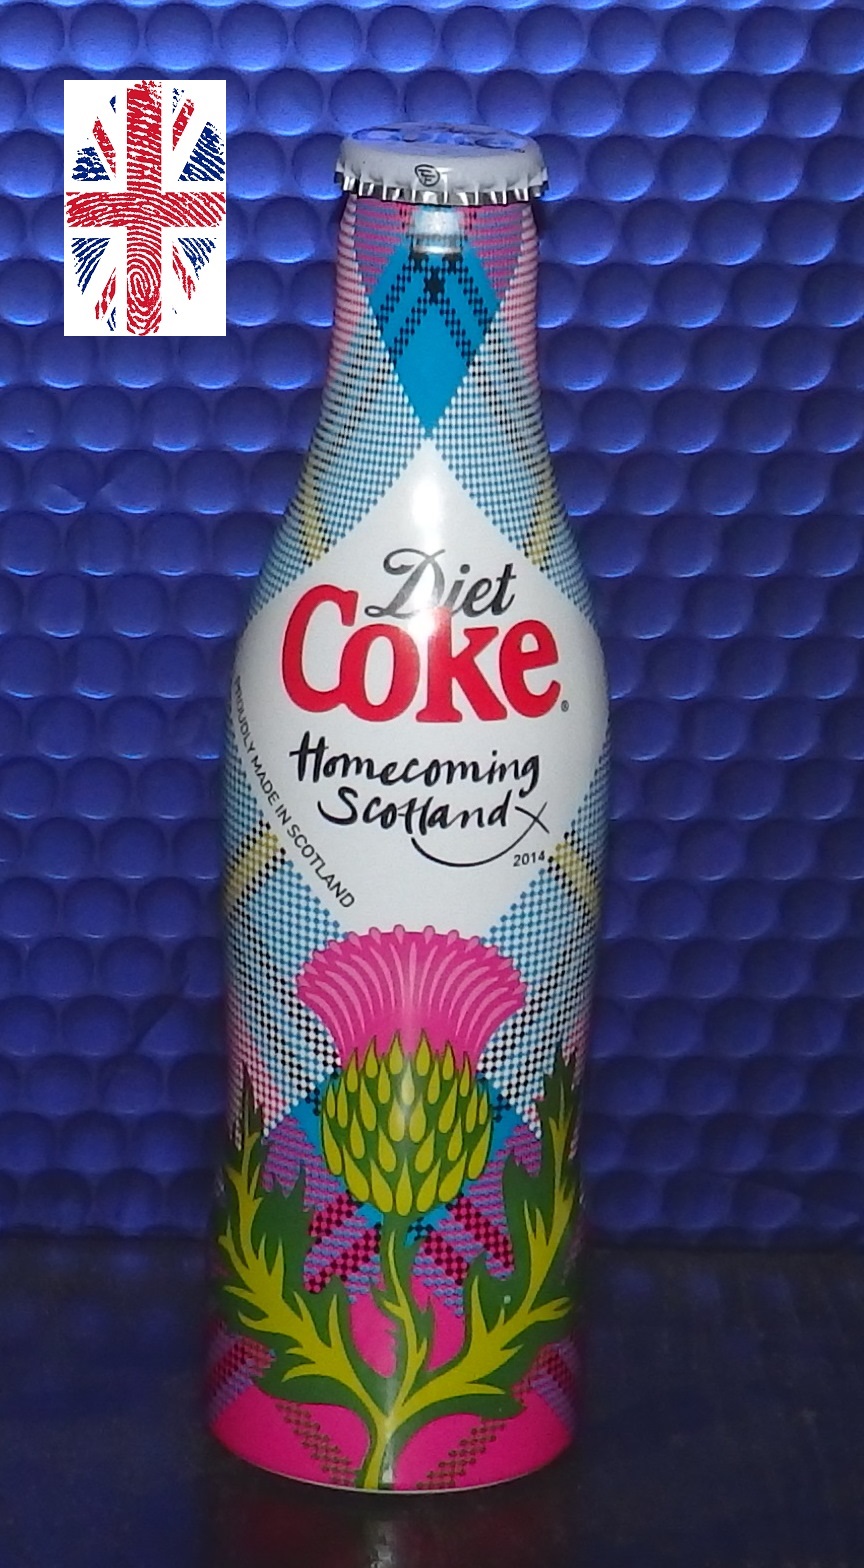 Diet
Coke®
Homecoming
Scotland
2014
PROUDLY MADE IN SCOTLAND